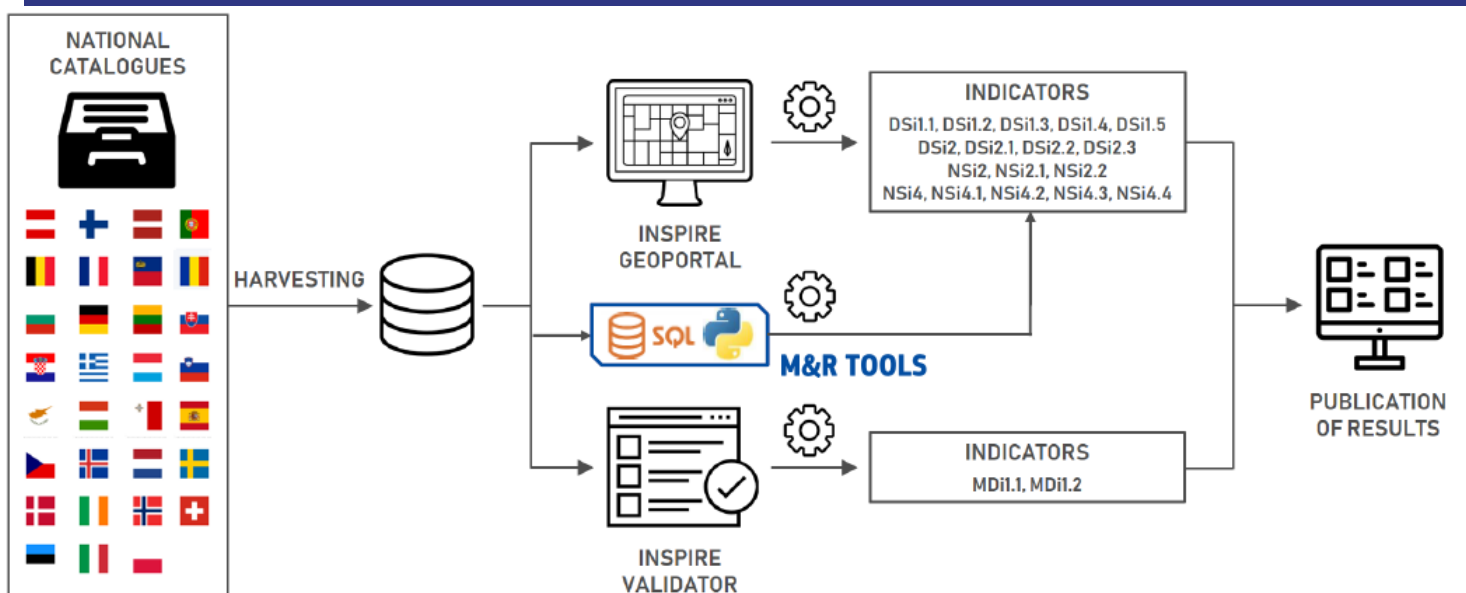 NATIONAL
CATALOGUES
HARVESTING
INSPIRE
GEOPORTAL
INDICATORS
DSi1.1, DSi1.2, DSi1.3, DSi1.4, DSi1.5
DSi2, DSi2.1, DSi2.2, DSi2.3
NSi2, NSi2.1, NSi2.2
NSi4, NSi4.1, NSi4.2, NSi4.3, NSi4.4
SQL
M&R TOOLS
INSPIRE
VALIDATOR
INDICATORS
MDi1.1, MDi1.2
PUBLICATION
OF RESULTS